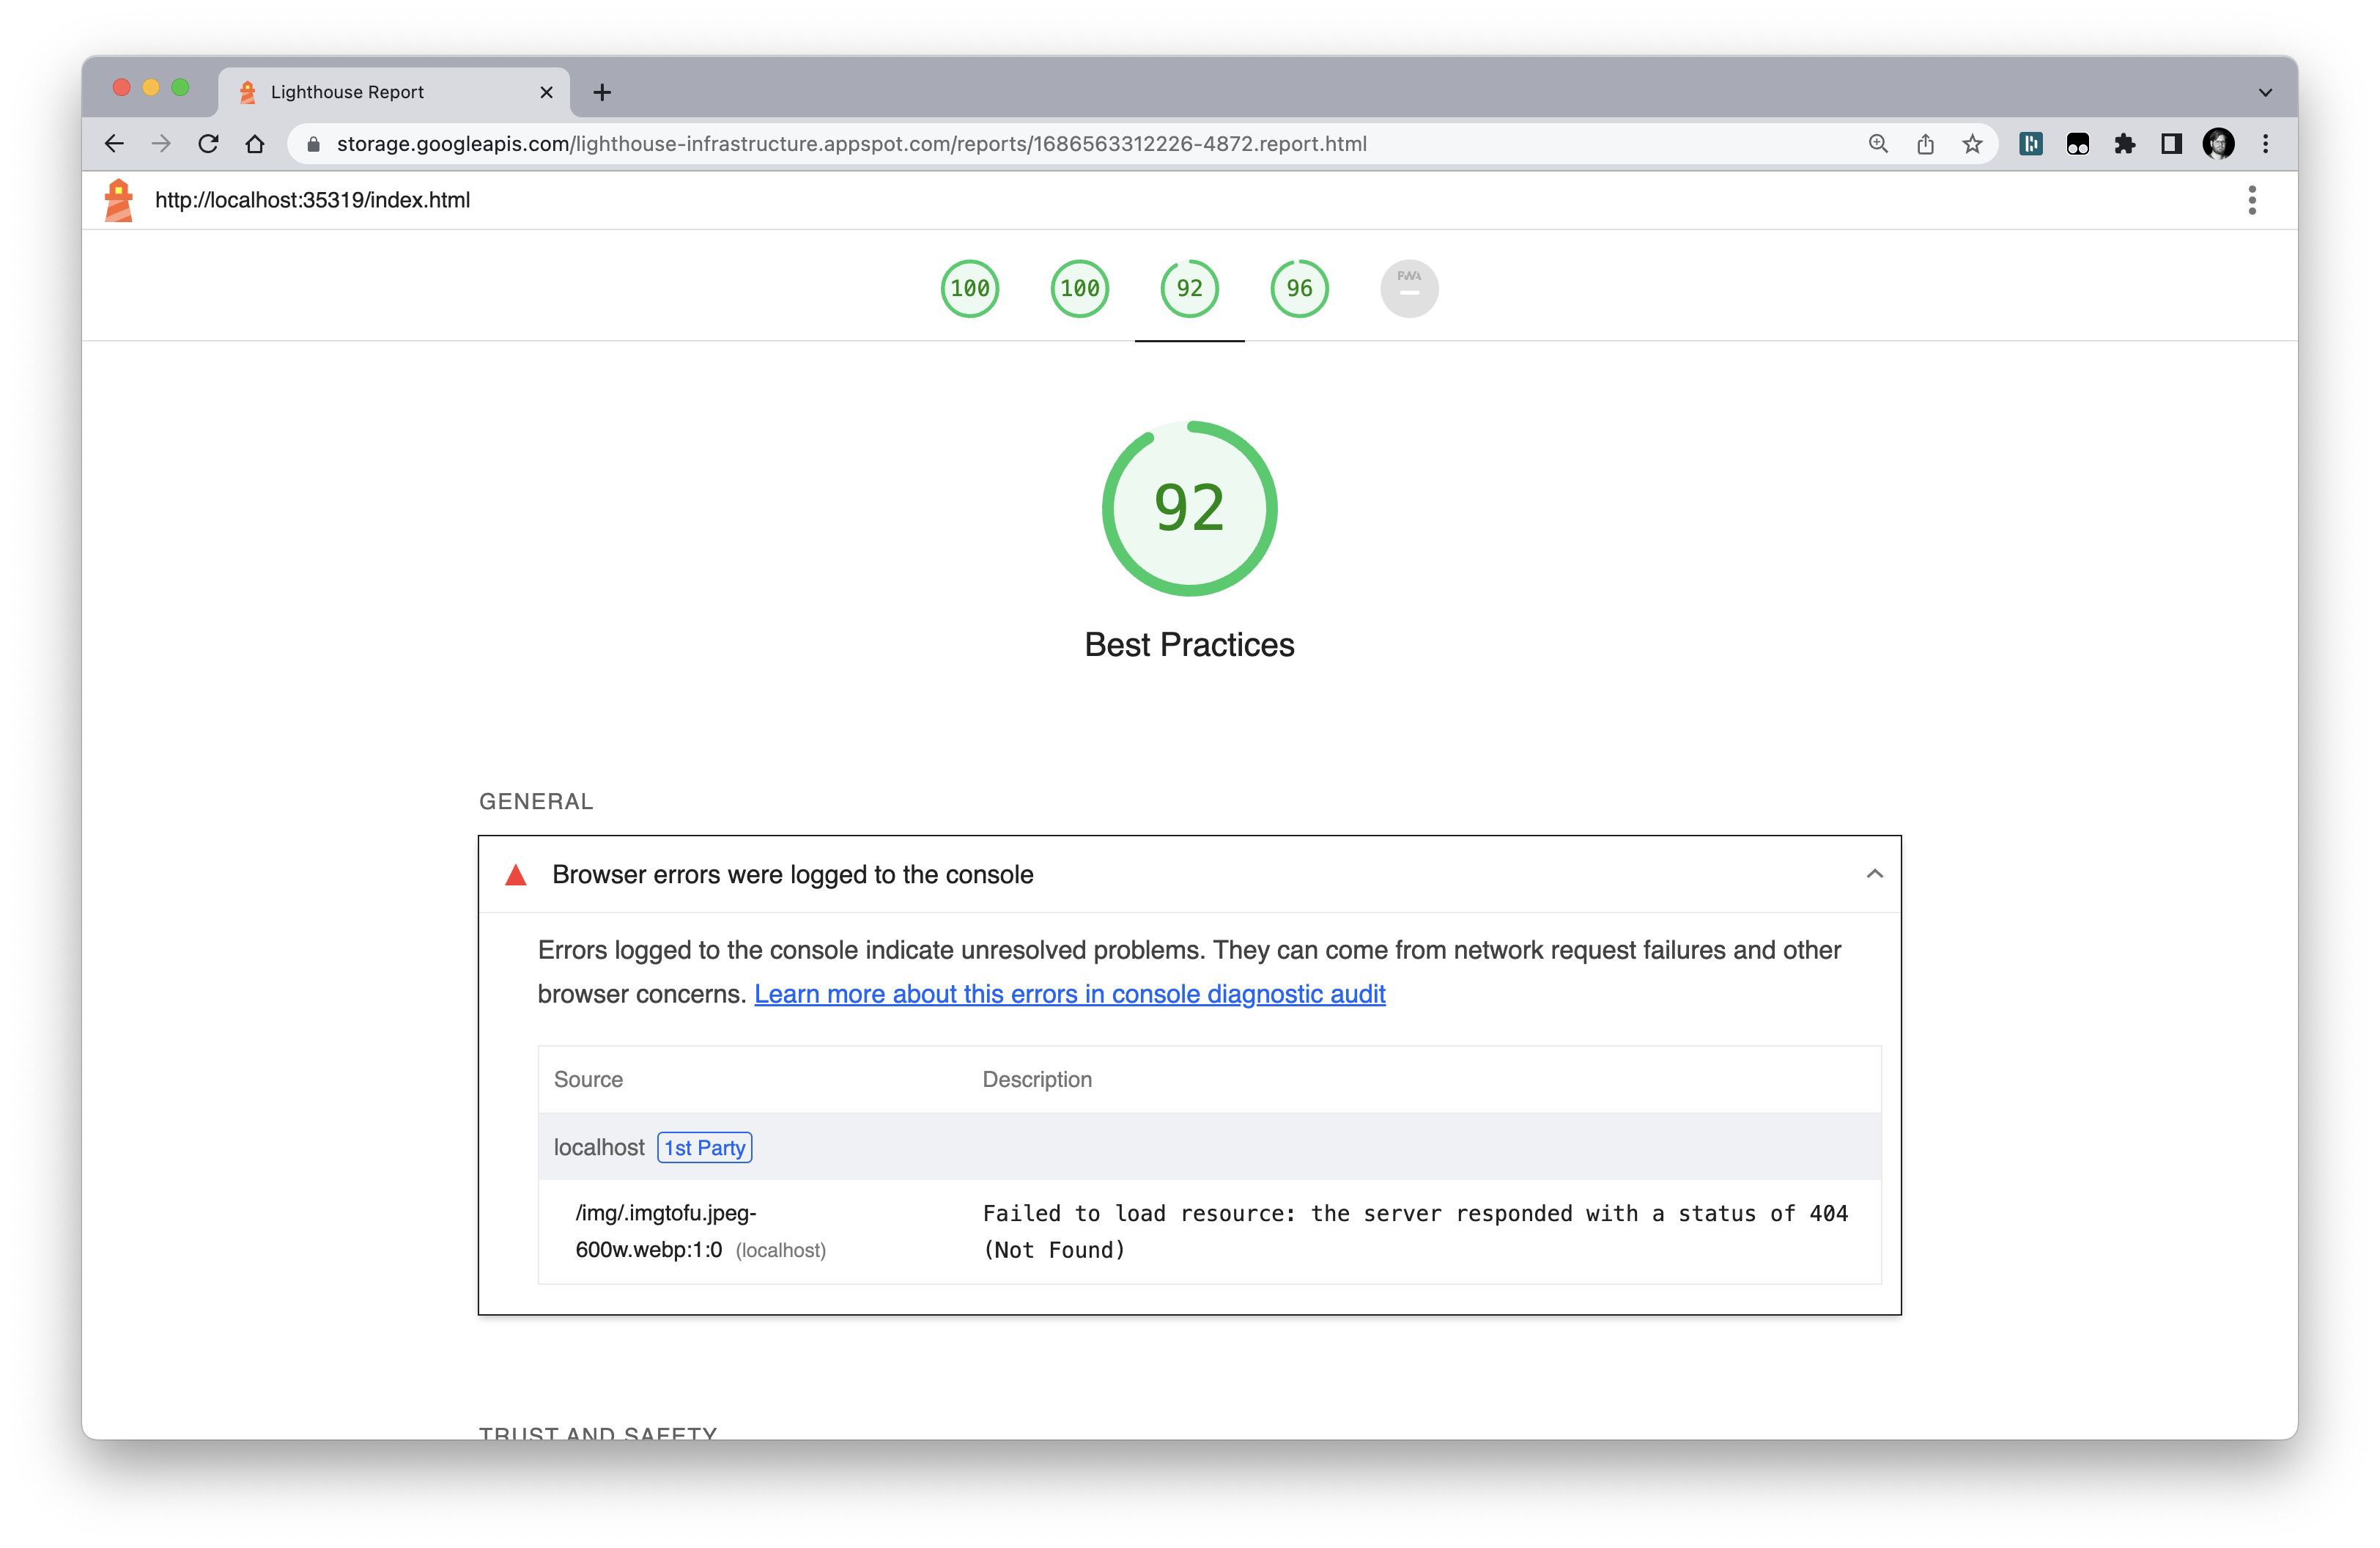 Lighthouse Report
storage.googleapis.com/lighthouse-infrastructure.appspot.com/reports/1686563312226-4872.report.html
http://localhost:35319/index.html
100
100
92
96
PWA
92
Best Practices
GENERAL
Browser errors were logged to the console
Errors logged to the console indicate unresolved problems. They can come from network request failures and other
browser concerns. Learn more about this errors in console diagnostic audit
Source Description
localhost 1st Party
/img/.imgtofu.jpeg- Failed to load resource: the server responded with a status of 404
600w.webp:1:0 (localhost) (Not Found)
TRUST AND SAFETY